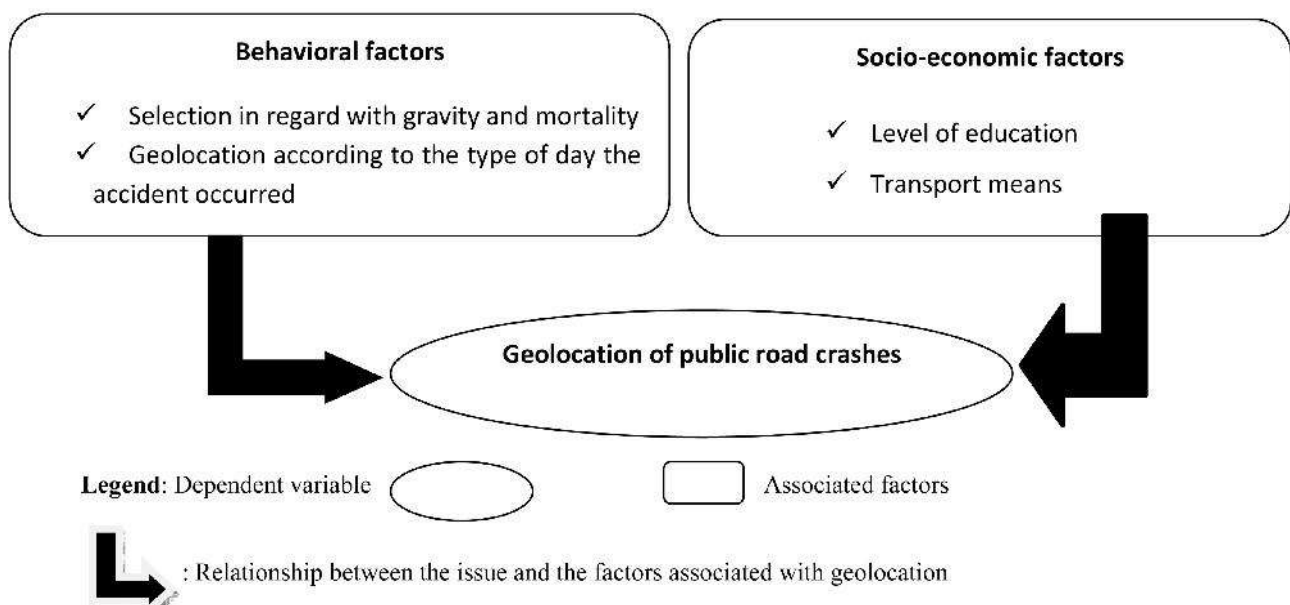 Behavioral factors
✓ Selection in regard with gravity and mortality
✓ Geolocation according to the type of day the
accident occurred
Socio-economic factors
✓ Level of education
✓ Transport means
Geolocation of public road crashes
Legend: Dependent variable
Associated factors
: Relationship between the issue and the factors associated with geolocation